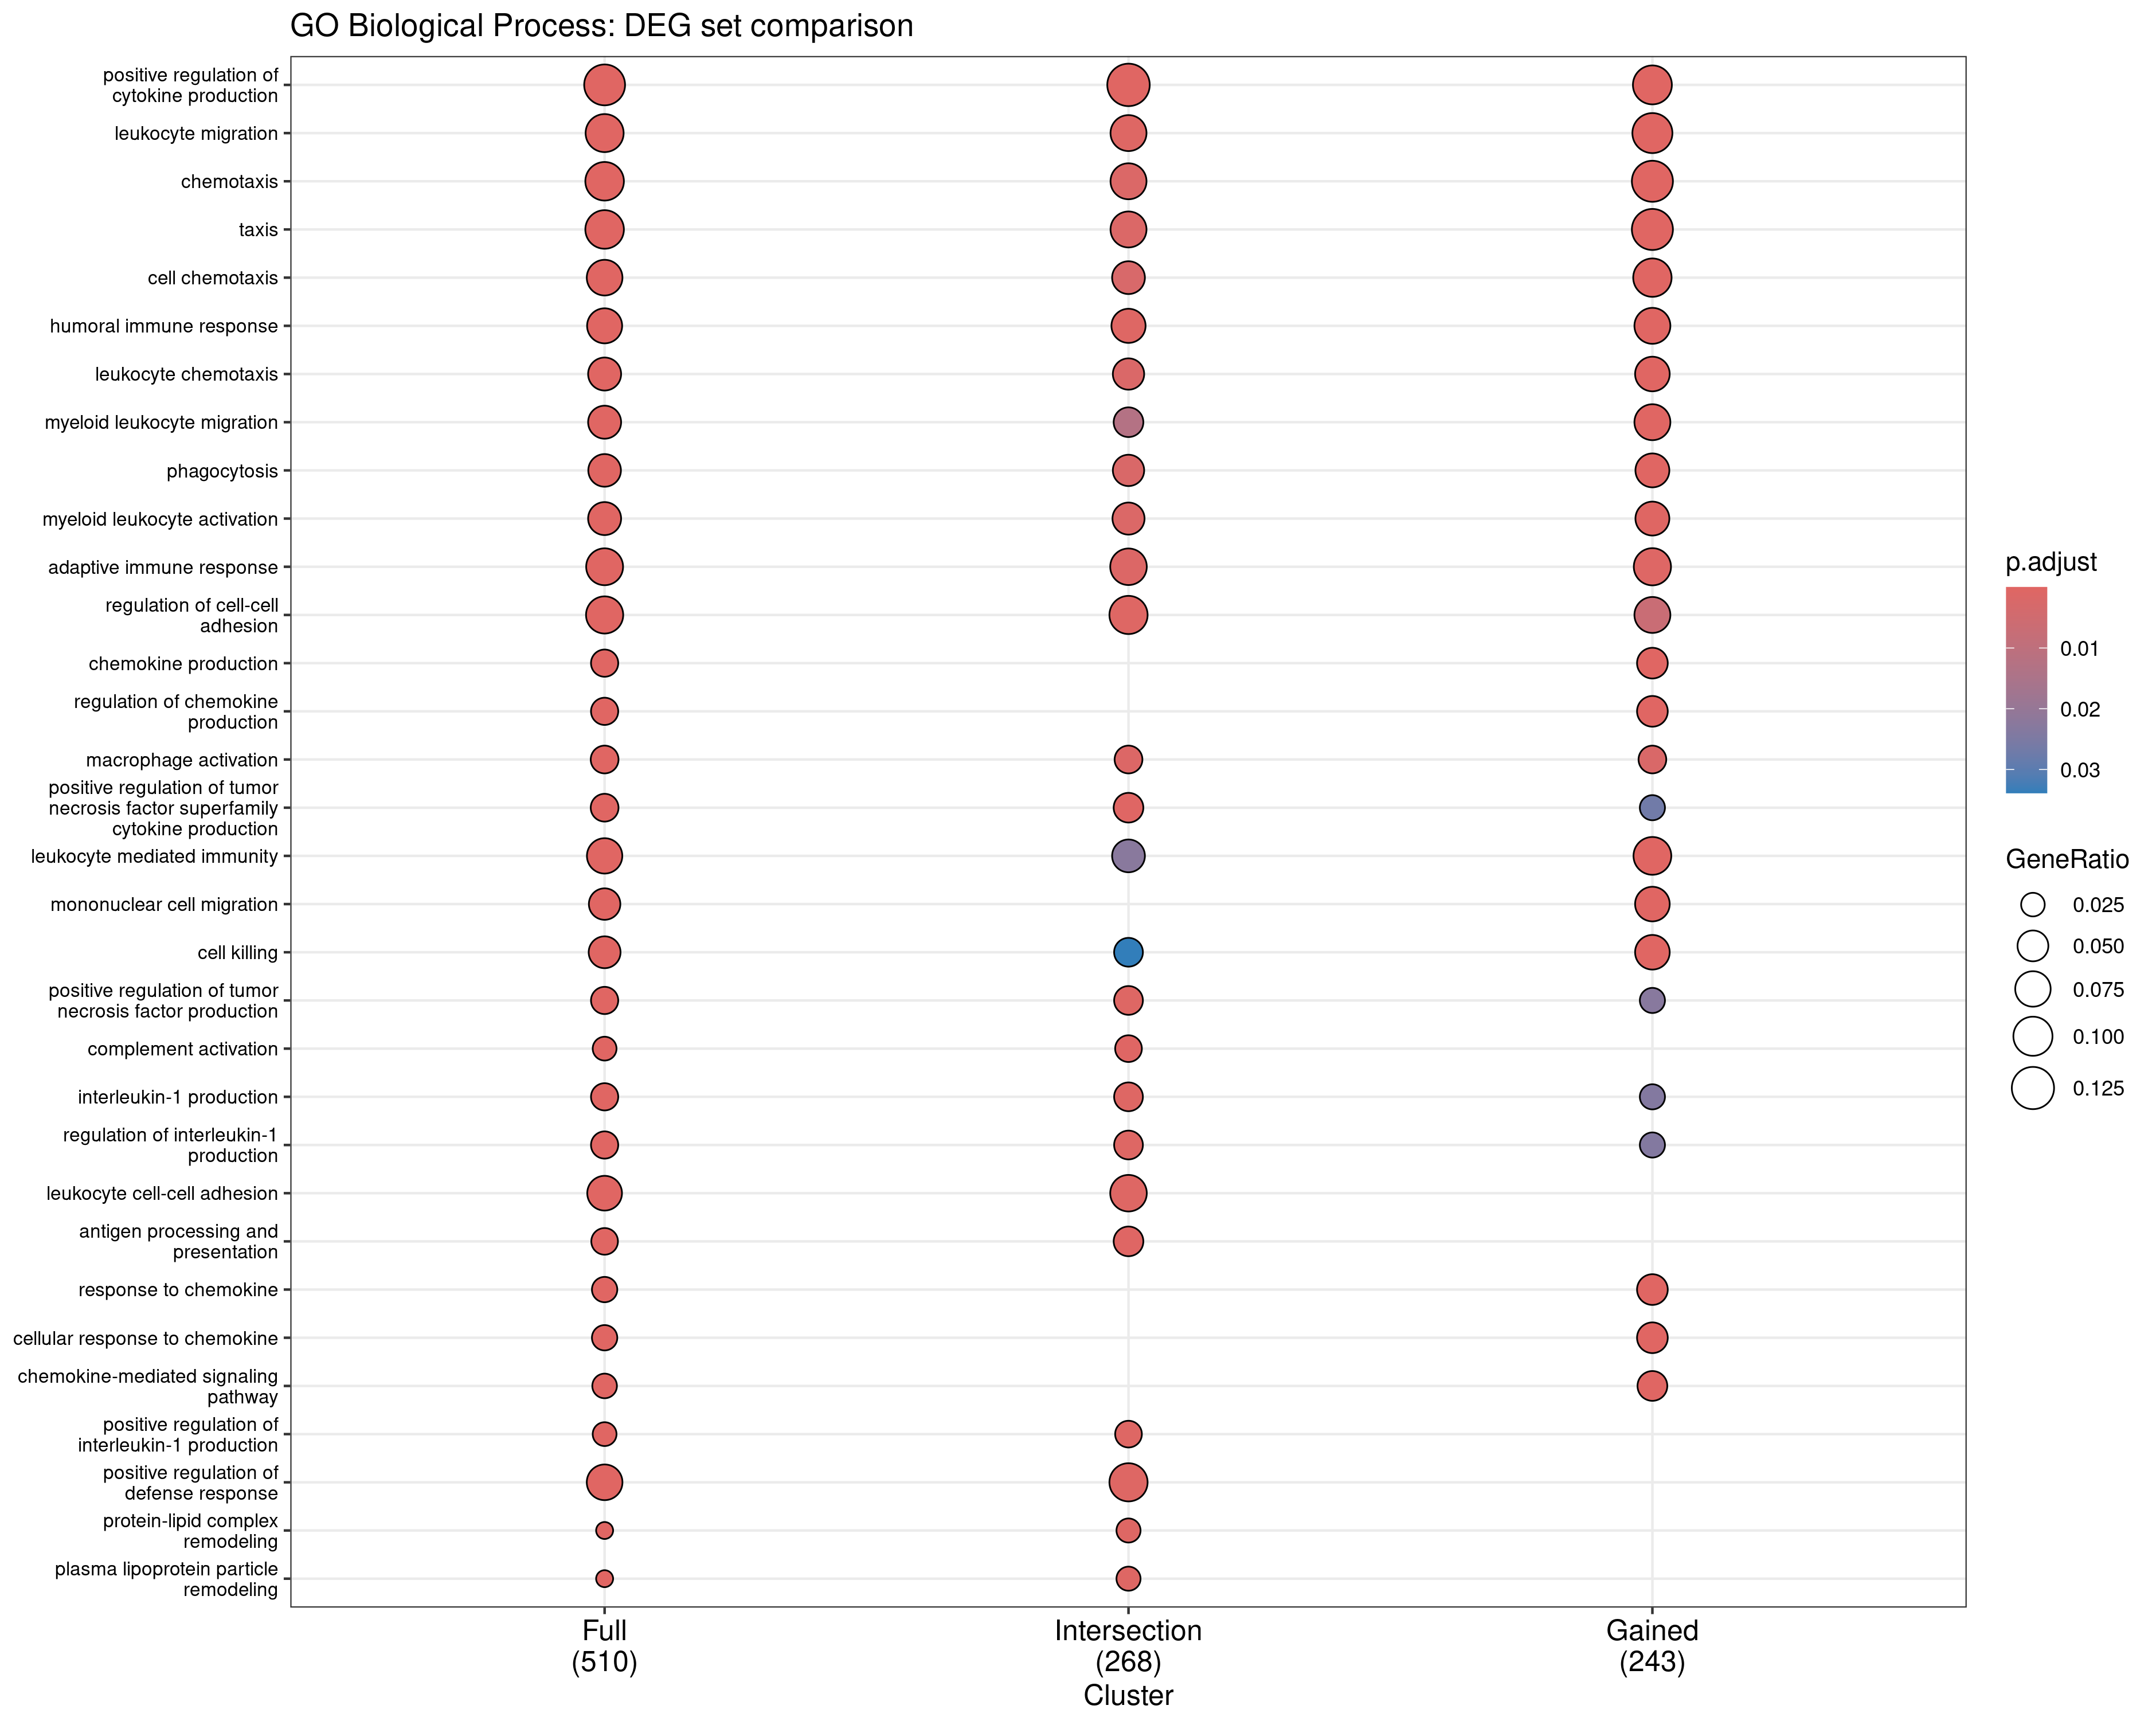 GO Biological Process: DEG set comparison
positive regulation of
cytokine production
leukocyte migration
chemotaxis
taxis
cell chemotaxis
humoral immune response
leukocyte chemotaxis
myeloid leukocyte migration
phagocytosis
myeloid leukocyte activation
adaptive immune response
regulation of cell-cell
adhesion
chemokine production
regulation of chemokine
production
macrophage activation
positive regulation of tumor
necrosis factor superfamily
cytokine production
leukocyte mediated immunity
mononuclear cell migration
cell killing
positive regulation of tumor
necrosis factor production
complement activation
interleukin-1 production
regulation of interleukin-1
production
leukocyte cell-cell adhesion
antigen processing and
presentation
response to chemokine
cellular response to chemokine
chemokine-mediated signaling
pathway
positive regulation of
interleukin-1 production
positive regulation of
defense response
protein-lipid complex
remodeling
plasma lipoprotein particle
remodeling
Full
(510)
Intersection
(268)
Gained
(243)
Cluster
p.adjust
0.01
0.02
0.03
GeneRatio
0.025
0.050
0.075
0.100
0.125